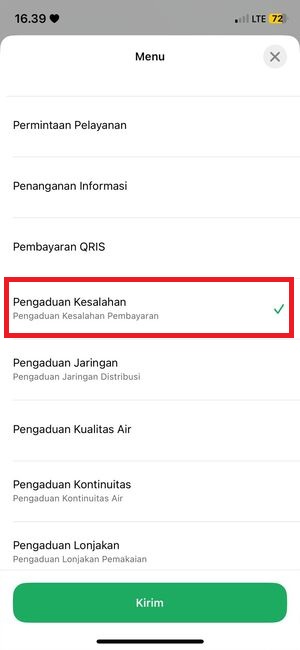 16.39
LTE 72
Menu
Permintaan Pelayanan
Penanganan Informasi
Pembayaran QRIS
Pengaduan Kesalahan
Pengaduan Kesalahan Pembayaran
Pengaduan Jaringan
Pengaduan Jaringan Distribusi
Pengaduan Kualitas Air
Pengaduan Kontinuitas
Pengaduan Kontinuitas Air
Pengaduan Lonjakan
Pengaduan Lonjakan Pemakaian
Kirim